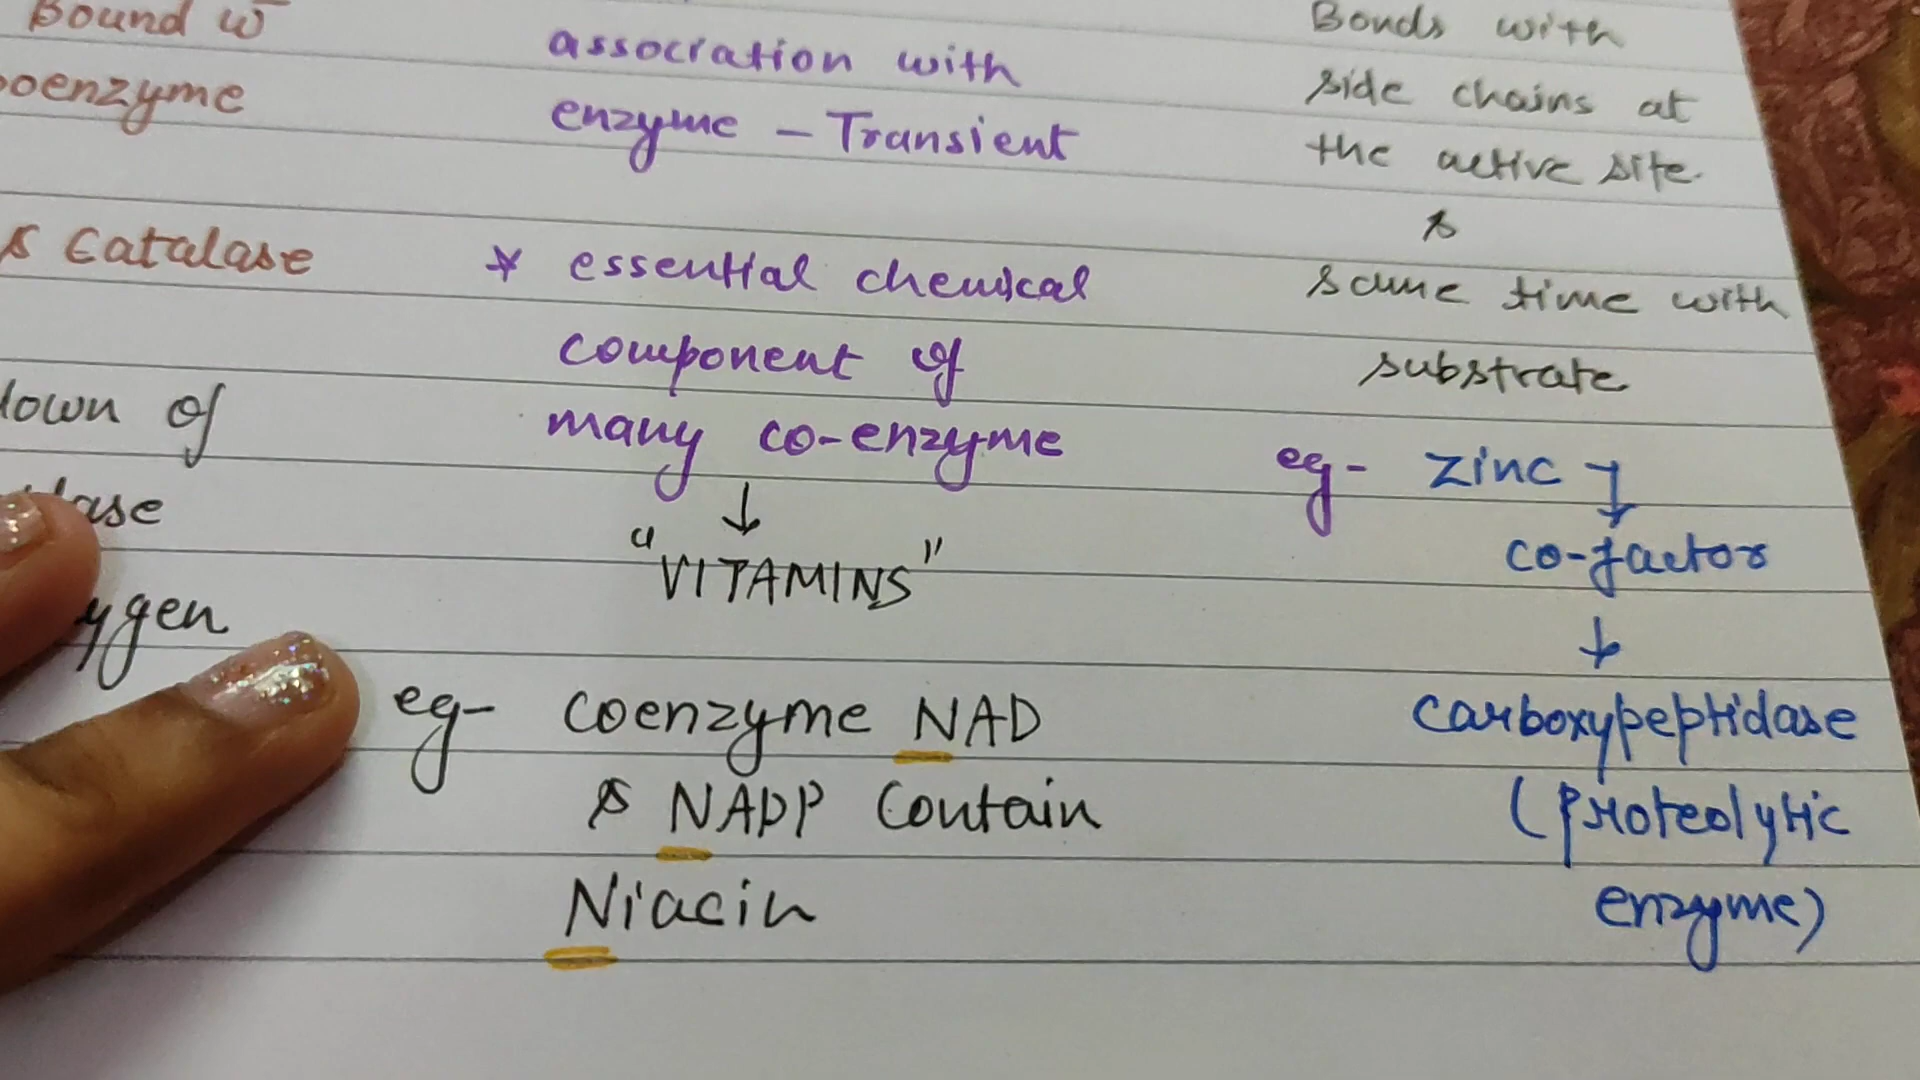 Bound w̄
oenzyme
& Catalase
down of
ase
ygen
association with
enzyme - Transient
* essential chemical
component of
many co-enzyme
↓
"VITAMINS"
eg- coenzyme NAD
& NADP Contain
Niacin
Bonds with
side chains at
the active site.
&
same time with
substrate
eg- zinc
↓
co-factor
↓
carboxypeptidase
(proteolytic
enzyme)